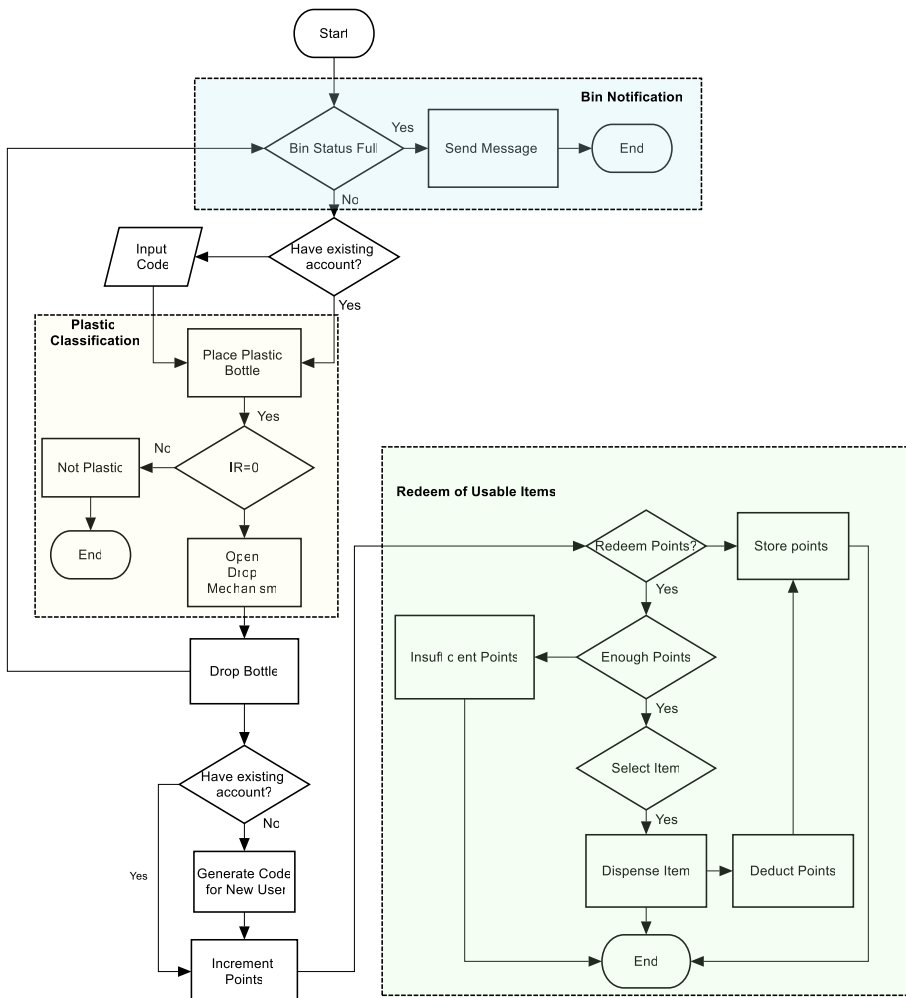 Start
Bin Notification
Bin Status Full
Yes
Send Message
End
No
Have existing
account?
Input
Code
Yes
Plastic
Classification
Place Plastic
Bottle
Yes
IR=0
No
Not Plastic
End
Open
Drop
Mechanism
Drop Bottle
Have existing
account?
No
Yes
Generate Code
for New User
Increment
Points
Redeem of Usable Items
Redeem Points?
Store points
Yes
Insufficient Points
Enough Points
Yes
Select Item
Yes
Dispense Item
Deduct Points
End